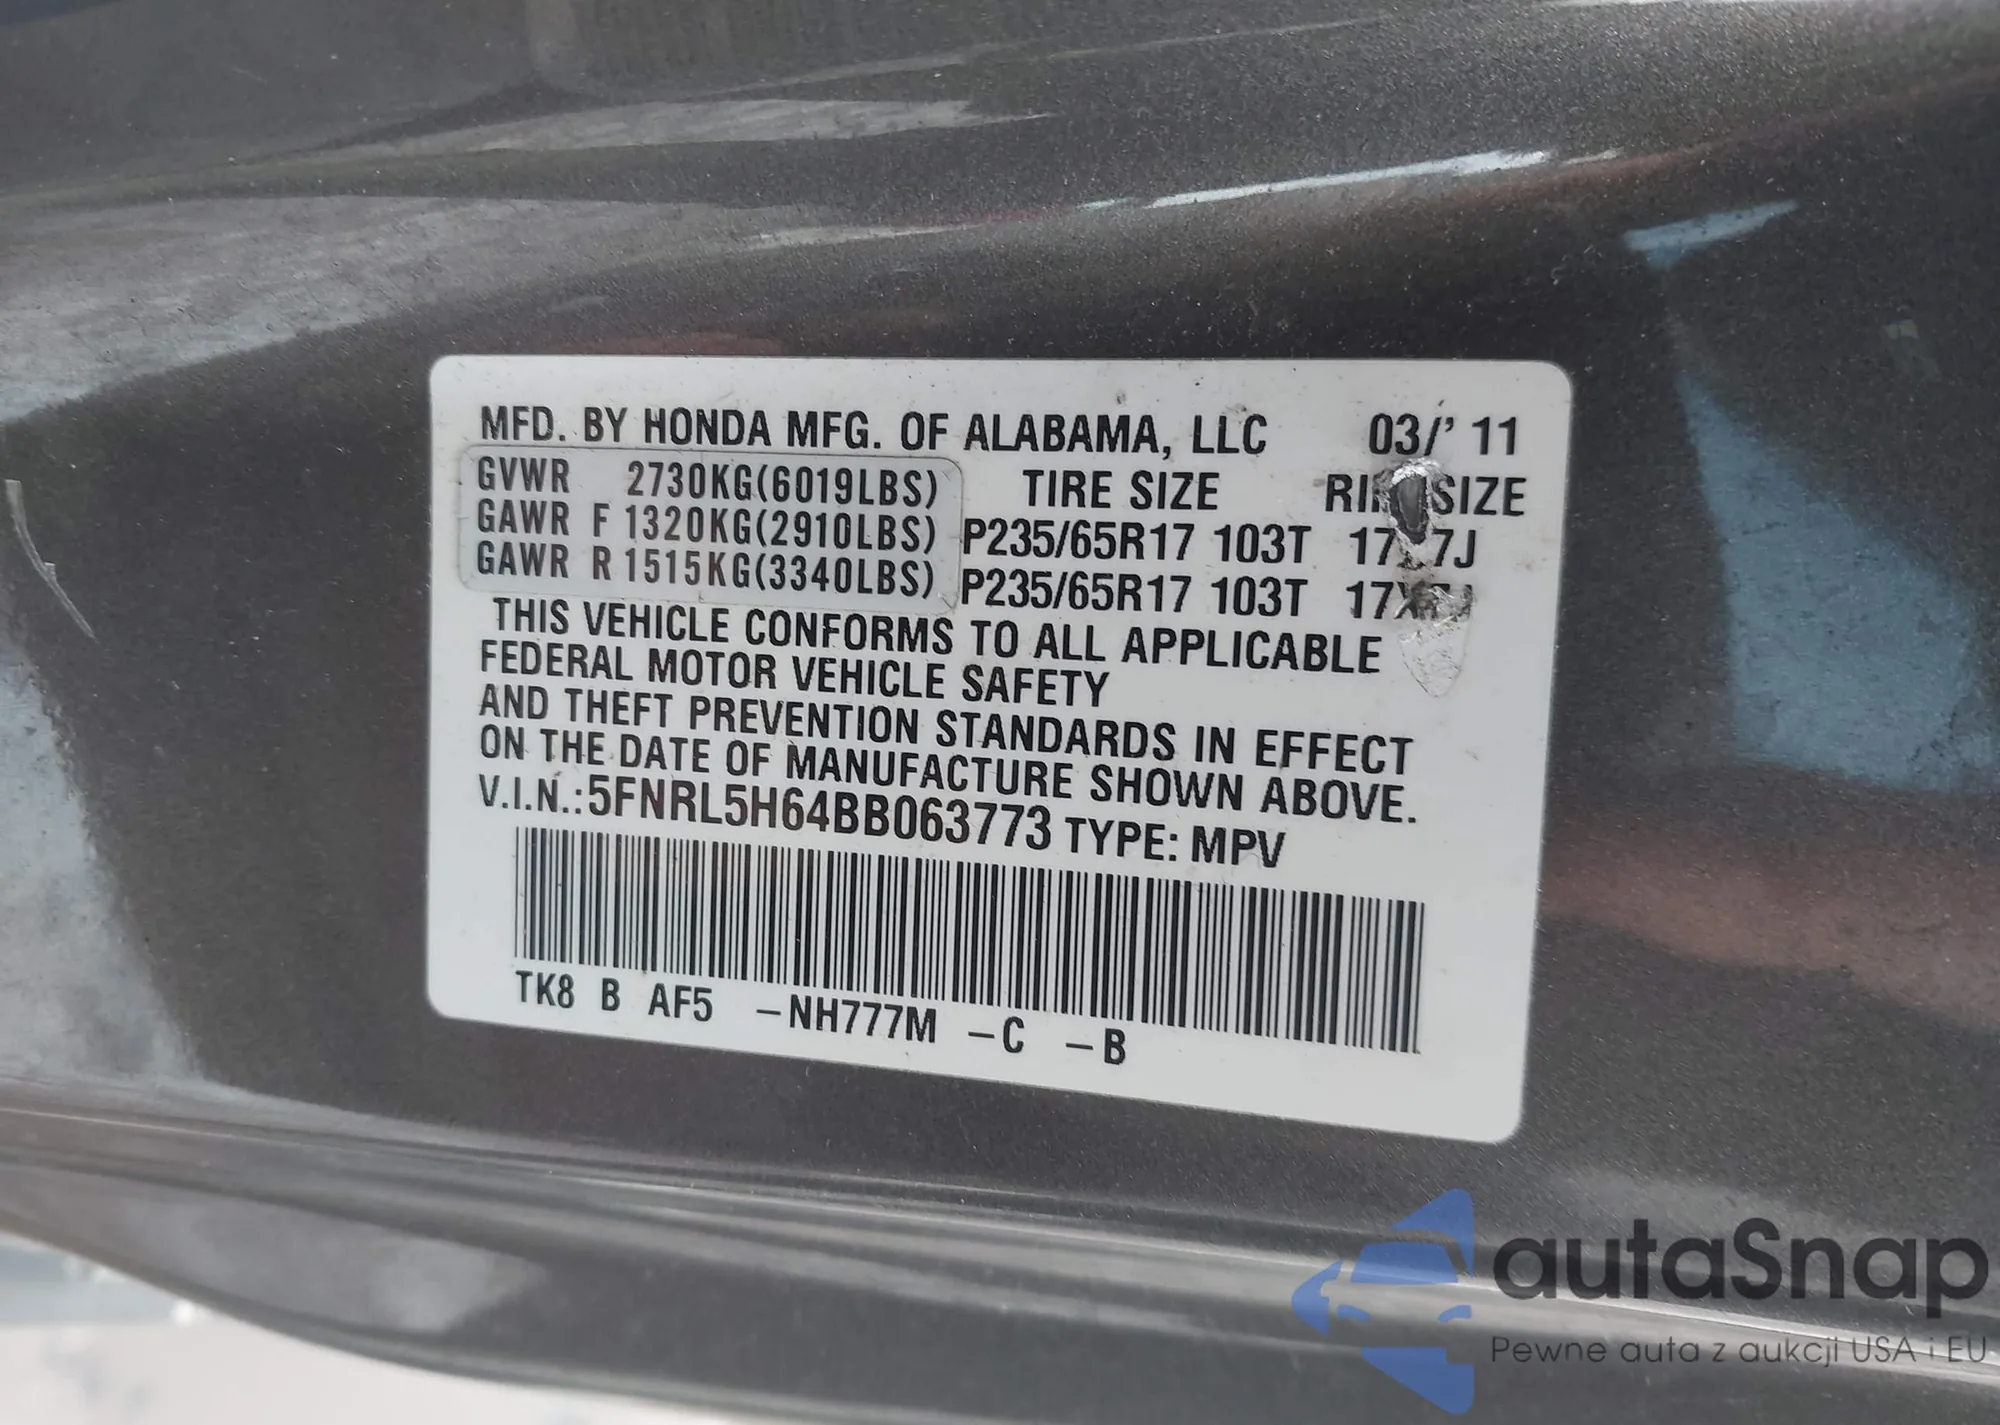 MFD. BY HONDA MFG. OF ALABAMA, LLC 03/'11
GVWR 2730KG(6019LBS) TIRE SIZE SIZE
GAWR F 1320KG(2910LBS) P235/65R17 103T
GAWR R 1515KG(3340LBS) P235/65R17 103T
THIS VEHICLE CONFORMS TO ALL APPLICABLE
FEDERAL MOTOR VEHICLE SAFETY
AND THEFT PREVENTION STANDARDS IN EFFECT
ON THE DATE OF MANUFACTURE SHOWN ABOVE.
V.I.N.:5FNRL5H64BB063773 TYPE: MPV
TK8 B AF5 -NH777M -C -B
autaSnap
Pewne auta z aukcji USA i EU